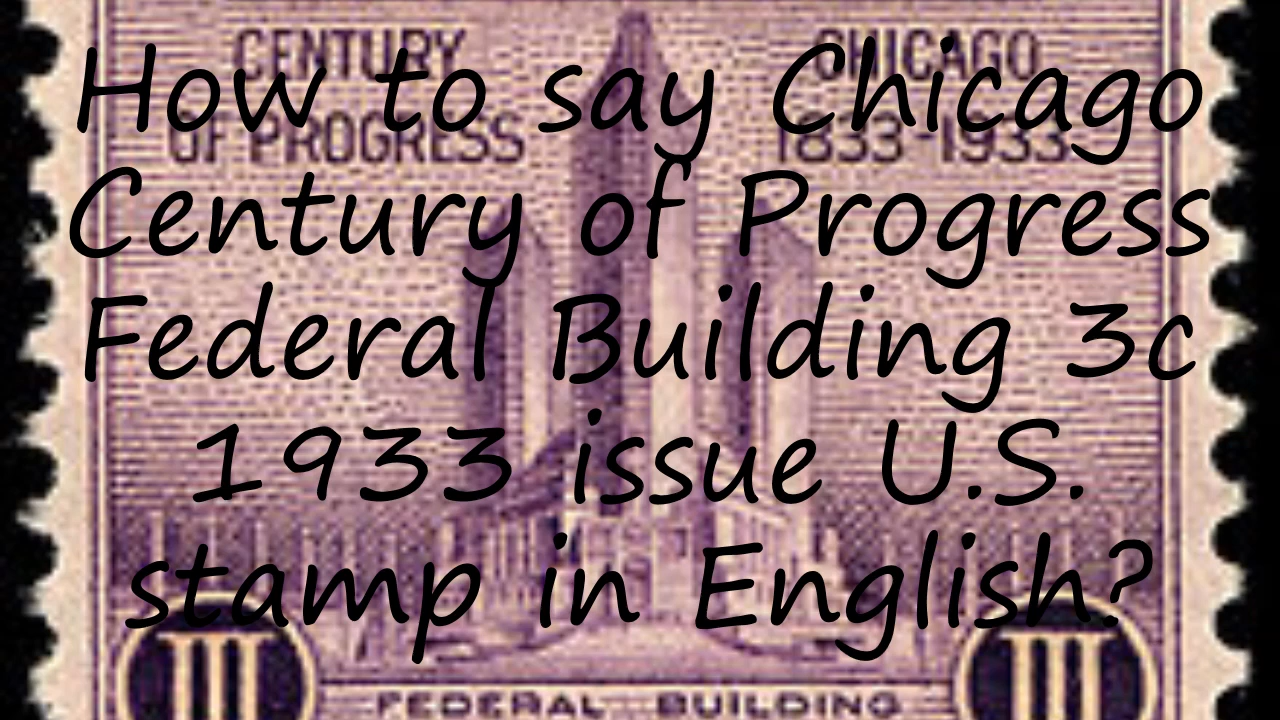 How to say Chicago
Century of Progress
Federal Building 3c
1933 issue U.S.
stamp in English?
CENTURY
OF PROGRESS
CHICAGO
1833-1933
III
III
FEDERAL BUILDING